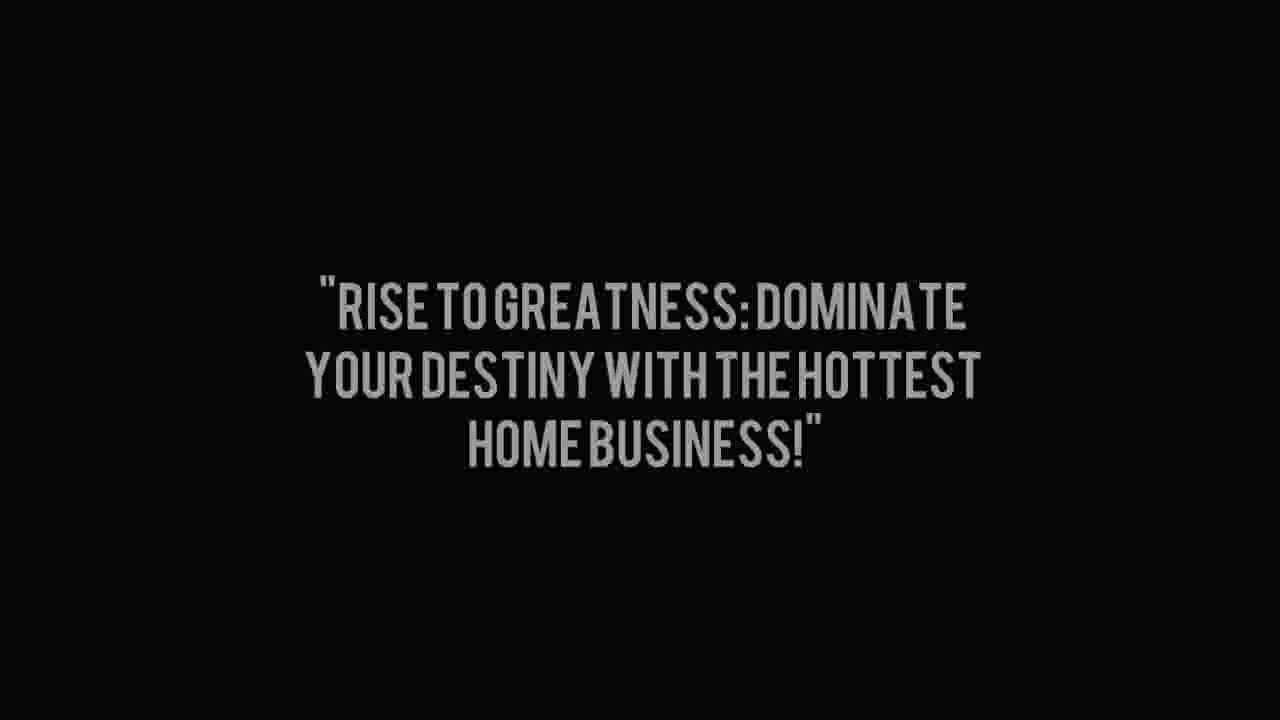 "RISE TO GREATNESS: DOMINATE
YOUR DESTINY WITH THE HOTTEST
HOME BUSINESS!"